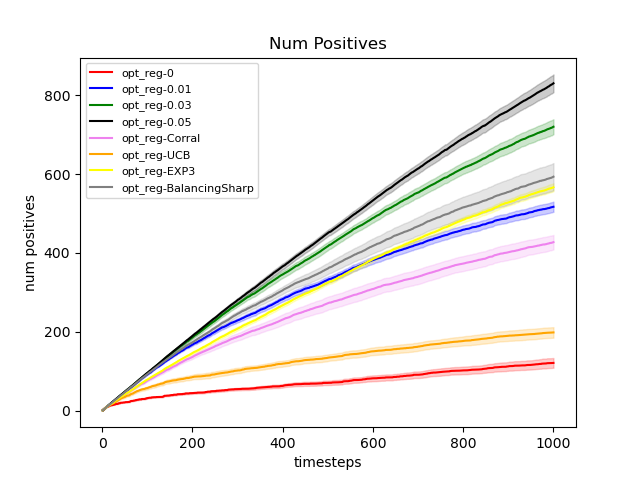 Num Positives
opt_reg-0
opt_reg-0.01
opt_reg-0.03
opt_reg-0.05
opt_reg-Corral
opt_reg-UCB
opt_reg-EXP3
opt_reg-BalancingSharp
num positives
800
600
400
200
0
0 200 400 600 800 1000
timesteps